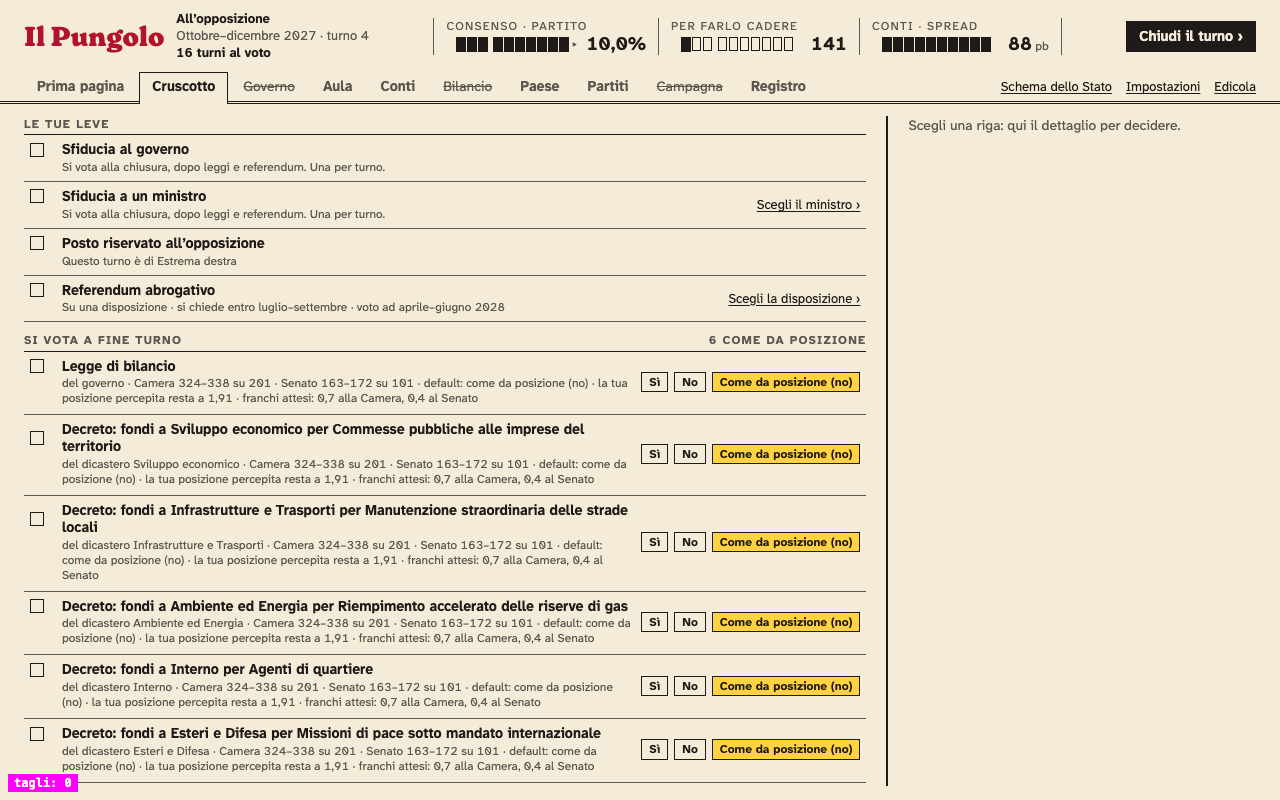 Il Pungolo
All’opposizione
Ottobre–dicembre 2027 · turno 4
16 turni al voto
CONSENSO · PARTITO
10,0%
PER FARLO CADERE
141
CONTI · SPREAD
88 pb
Chiudi il turno ›
Prima pagina Cruscotto Governo Aula Conti Bilancio Paese Partiti Campagna Registro
Schema dello Stato Impostazioni Edicola
LE TUE LEVE
Sfiducia al governo
Si vota alla chiusura, dopo leggi e referendum. Una per turno.
Sfiducia a un ministro
Si vota alla chiusura, dopo leggi e referendum. Una per turno.
Scegli il ministro ›
Posto riservato all’opposizione
Questo turno è di Estrema destra
Referendum abrogativo
Su una disposizione · si chiede entro luglio–settembre · voto ad aprile–giugno 2028
Scegli la disposizione ›
SI VOTA A FINE TURNO
6 COME DA POSIZIONE
Legge di bilancio
del governo · Camera 324–338 su 201 · Senato 163–172 su 101 · default: come da posizione (no) · la tua
posizione percepita resta a 1,91 · franchi attesi: 0,7 alla Camera, 0,4 al Senato
Sì No Come da posizione (no)
Decreto: fondi a Sviluppo economico per Commesse pubbliche alle imprese del
territorio
del dicastero Sviluppo economico · Camera 324–338 su 201 · Senato 163–172 su 101 · default: come da
posizione (no) · la tua posizione percepita resta a 1,91 · franchi attesi: 0,7 alla Camera, 0,4 al Senato
Sì No Come da posizione (no)
Decreto: fondi a Infrastrutture e Trasporti per Manutenzione straordinaria delle strade
locali
del dicastero Infrastrutture e Trasporti · Camera 324–338 su 201 · Senato 163–172 su 101 · default:
come da posizione (no) · la tua posizione percepita resta a 1,91 · franchi attesi: 0,7 alla Camera, 0,4 al
Senato
Sì No Come da posizione (no)
Decreto: fondi a Ambiente ed Energia per Riempimento accelerato delle riserve di gas
del dicastero Ambiente ed Energia · Camera 324–338 su 201 · Senato 163–172 su 101 · default: come da
posizione (no) · la tua posizione percepita resta a 1,91 · franchi attesi: 0,7 alla Camera, 0,4 al Senato
Sì No Come da posizione (no)
Decreto: fondi a Interno per Agenti di quartiere
del dicastero Interno · Camera 324–338 su 201 · Senato 163–172 su 101 · default: come da posizione
(no) · la tua posizione percepita resta a 1,91 · franchi attesi: 0,7 alla Camera, 0,4 al Senato
Sì No Come da posizione (no)
Decreto: fondi a Esteri e Difesa per Missioni di pace sotto mandato internazionale
del dicastero Esteri e Difesa · Camera 324–338 su 201 · Senato 163–172 su 101 · default: come da
posizione (no) · la tua posizione percepita resta a 1,91 · franchi attesi: 0,7 alla Camera, 0,4 al Senato
Sì No Come da posizione (no)
tagli: 0
Scegli una riga: qui il dettaglio per decidere.